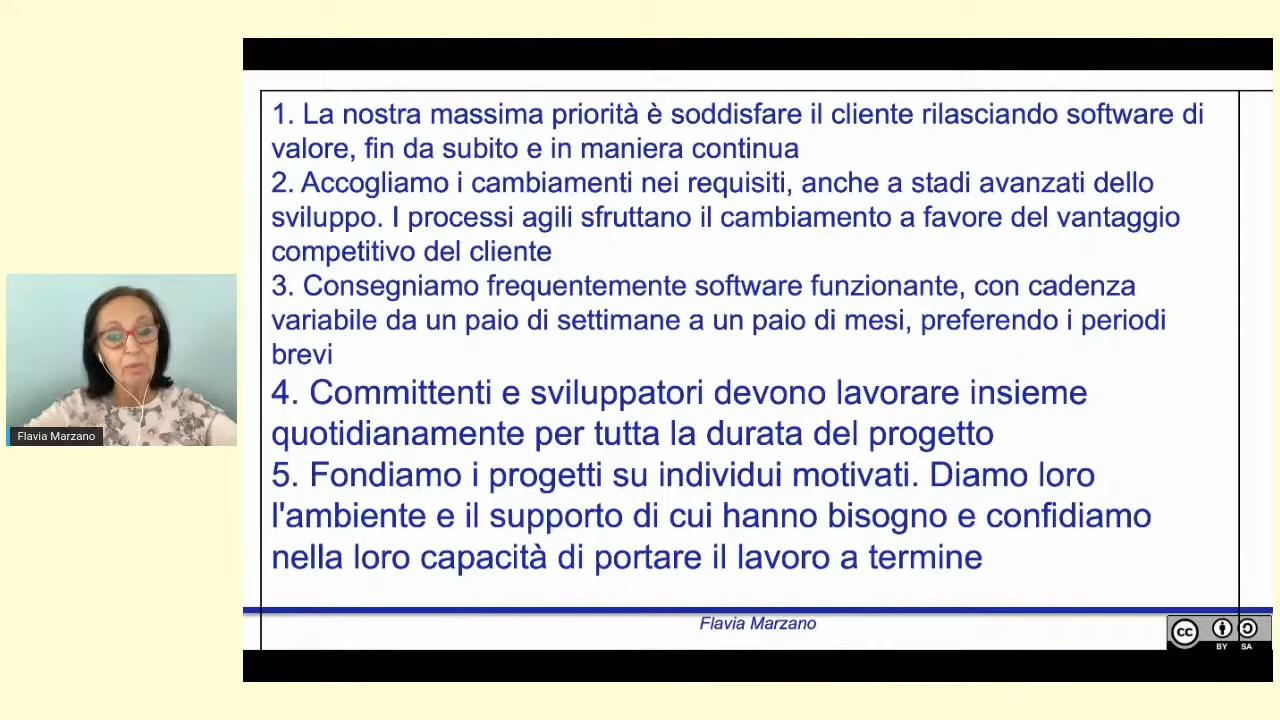 1. La nostra massima priorità è soddisfare il cliente rilasciando software di
valore, fin da subito e in maniera continua
2. Accogliamo i cambiamenti nei requisiti, anche a stadi avanzati dello
sviluppo. I processi agili sfruttano il cambiamento a favore del vantaggio
competitivo del cliente
3. Consegniamo frequentemente software funzionante, con cadenza
variabile da un paio di settimane a un paio di mesi, preferendo i periodi
brevi
4. Committenti e sviluppatori devono lavorare insieme
quotidianamente per tutta la durata del progetto
5. Fondiamo i progetti su individui motivati. Diamo loro
l'ambiente e il supporto di cui hanno bisogno e confidiamo
nella loro capacità di portare il lavoro a termine
Flavia Marzano
Flavia Marzano
cc
BY SA